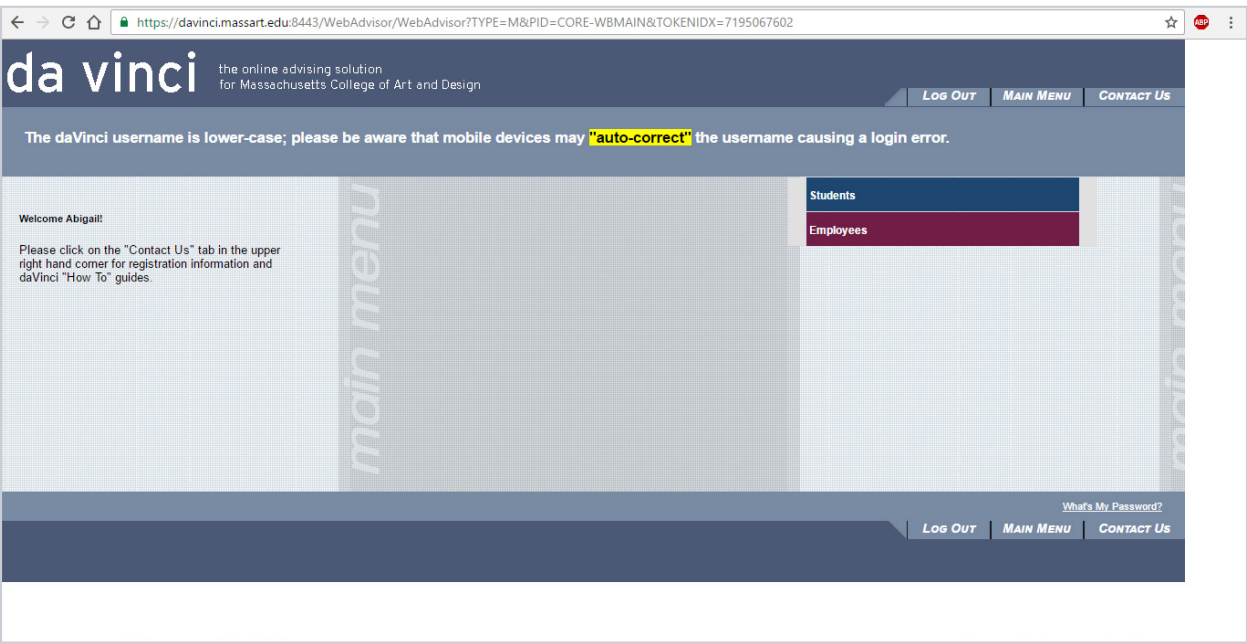 https://davinci.massart.edu:8443/WebAdvisor/WebAdvisor?TYPE=M&PID=CORE-WBMAIN&TOKENIDX=7195067602
ABP
da vinci
the online advising solution
for Massachusetts College of Art and Design
LOG OUT MAIN MENU CONTACT US
The daVinci username is lower-case; please be aware that mobile devices may "auto-correct" the username causing a login error.
Welcome Abigail!
Please click on the "Contact Us" tab in the upper
right hand corner for registration information and
daVinci "How To" guides.
main menu
Students
Employees
main menu
What's My Password?
LOG OUT MAIN MENU CONTACT US